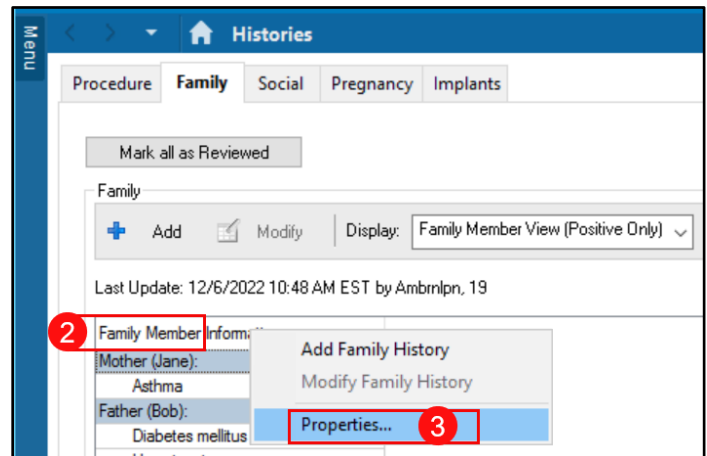 Menu
Histories
Procedure Family Social Pregnancy Implants
Mark all as Reviewed
Family
Add Modify Display: Family Member View (Positive Only)
Last Update: 12/6/2022 10:48 AM EST by Ambrnlpn, 19
2 Family Member
Add Family History
Mother (Jane):
Modify Family History
Asthma
Father (Bob):
Properties... 3
Diabetes mellitus